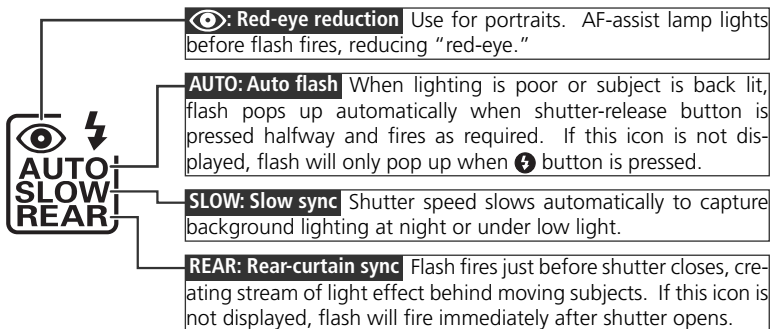 : Red-eye reduction Use for portraits. AF-assist lamp lights
before flash fires, reducing “red-eye.”
AUTO: Auto flash When lighting is poor or subject is back lit,
flash pops up automatically when shutter-release button is
pressed halfway and fires as required. If this icon is not dis-
played, flash will only pop up when button is pressed.
SLOW: Slow sync Shutter speed slows automatically to capture
background lighting at night or under low light.
REAR: Rear-curtain sync Flash fires just before shutter closes, cre-
ating stream of light effect behind moving subjects. If this icon is
not displayed, flash will fire immediately after shutter opens.
AUTO
SLOW
REAR